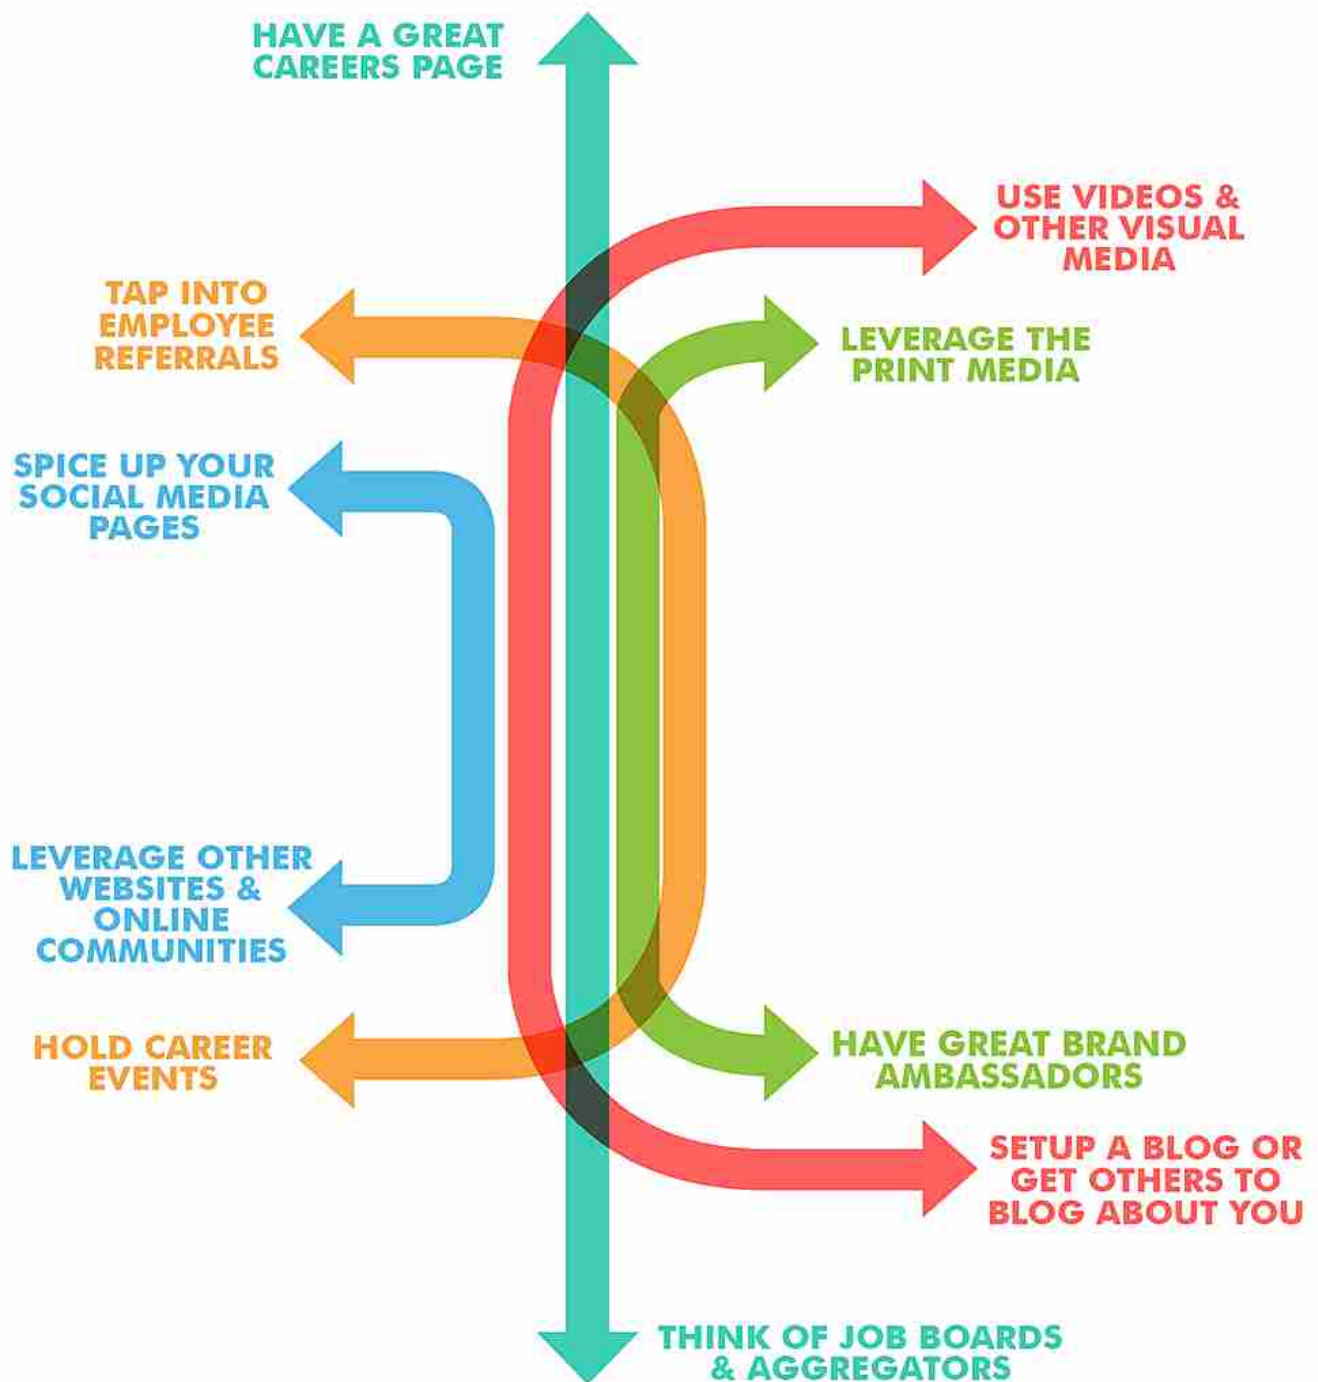 HAVE A GREAT
CAREERS PAGE
USE VIDEOS &
OTHER VISUAL
MEDIA
TAP INTO
EMPLOYEE
REFERRALS
LEVERAGE THE
PRINT MEDIA
SPICE UP YOUR
SOCIAL MEDIA
PAGES
LEVERAGE OTHER
WEBSITES &
ONLINE
COMMUNITIES
HOLD CAREER
EVENTS
HAVE GREAT BRAND
AMBASSADORS
SETUP A BLOG OR
GET OTHERS TO
BLOG ABOUT YOU
THINK OF JOB BOARDS
& AGGREGATORS